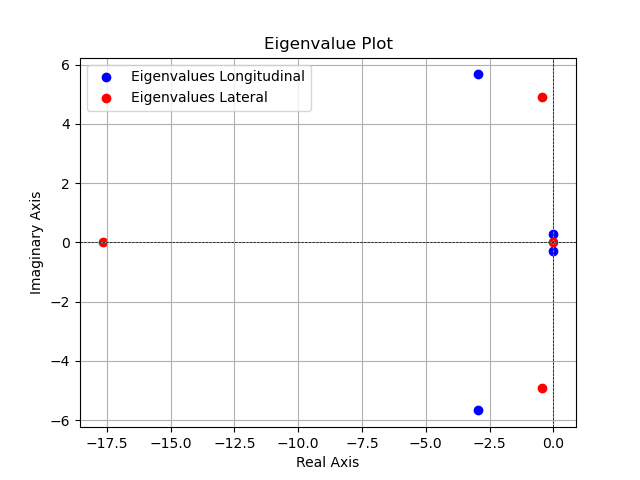 Eigenvalue Plot
Eigenvalues Longitudinal
Eigenvalues Lateral
6
4
2
0
−2
−4
−6
Imaginary Axis
−17.5 −15.0 −12.5 −10.0 −7.5 −5.0 −2.5 0.0
Real Axis